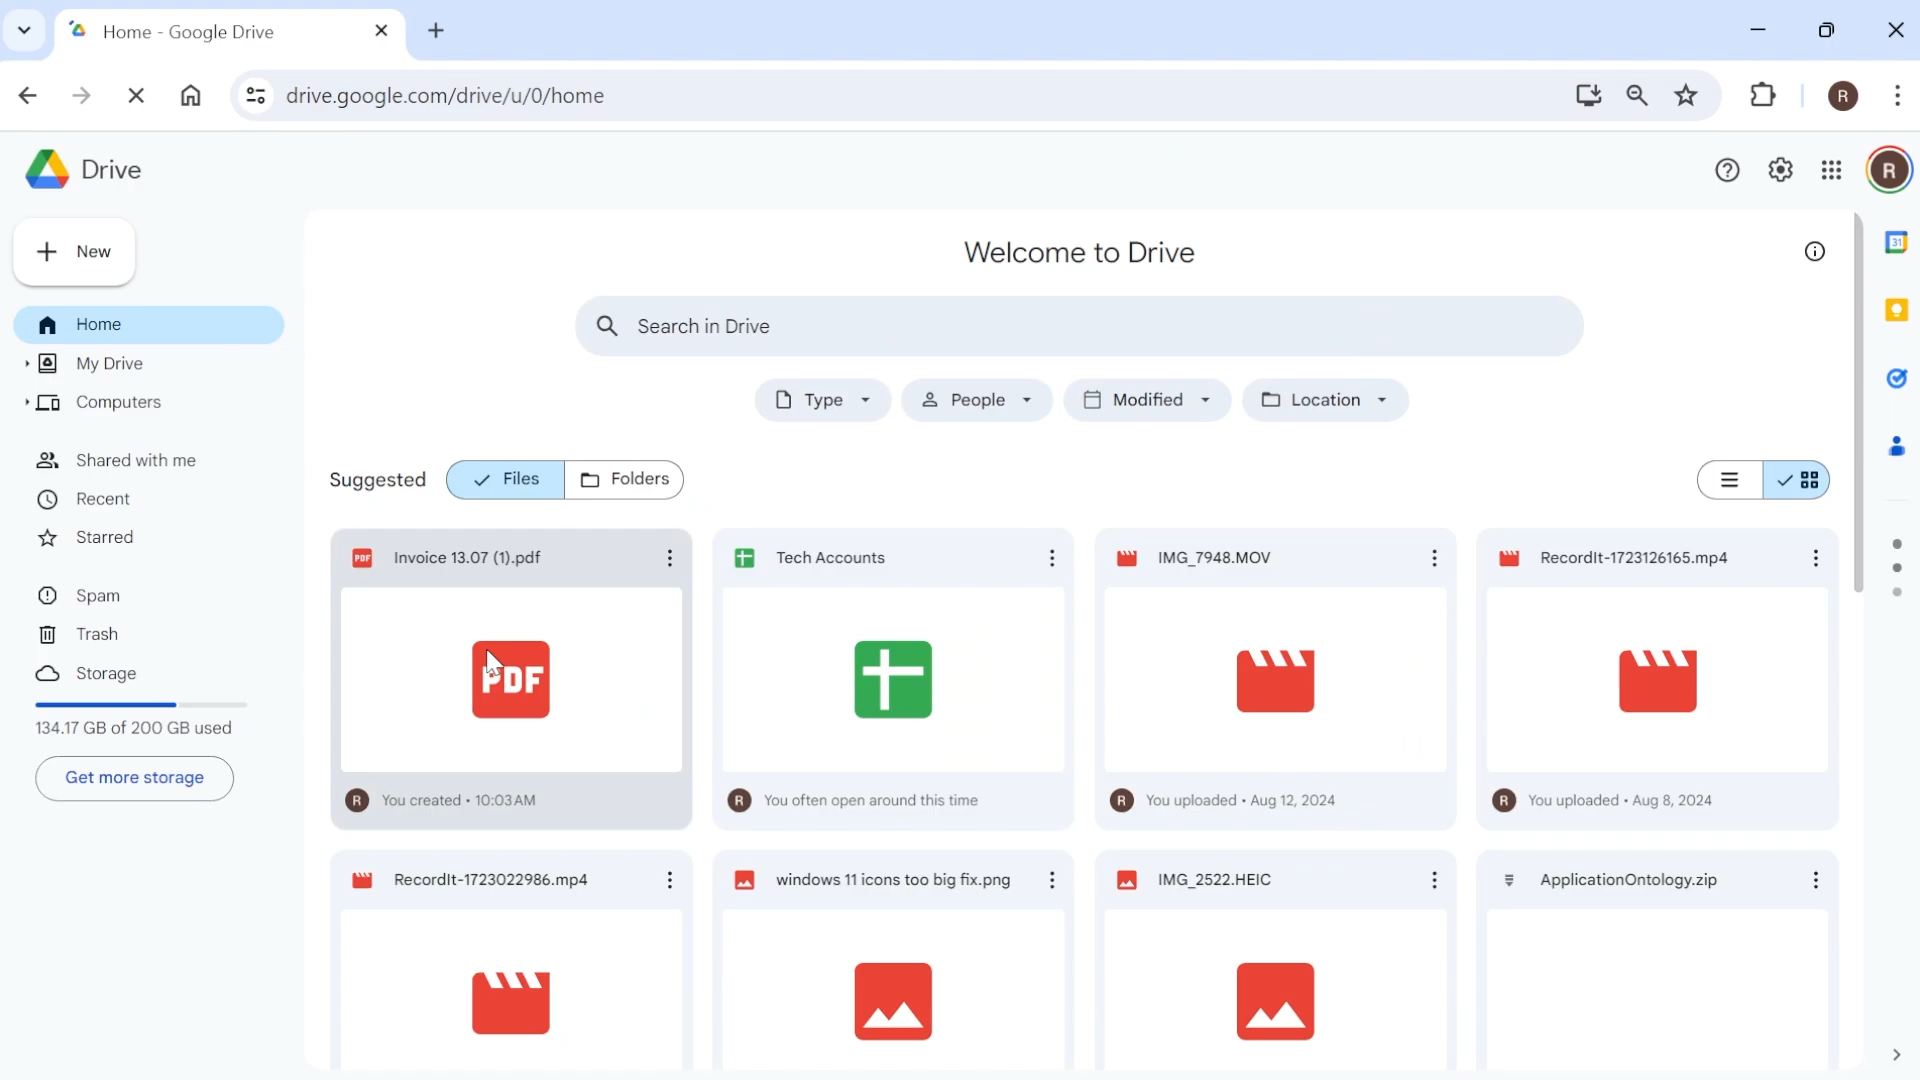 Home - Google Drive
drive.google.com/drive/u/0/home
R
Drive
R
New
Welcome to Drive
31
Home
Search in Drive
My Drive
Computers
Type
People
Modified
Location
Shared with me
Suggested
Files
Folders
Recent
Starred
PDF
Invoice 13.07 (1).pdf
Tech Accounts
IMG_7948.MOV
RecordIt-1723126165.mp4
Spam
Trash
Storage
PDF
134.17 GB of 200 GB used
Get more storage
R You created • 10:03 AM
R You often open around this time
R You uploaded • Aug 12, 2024
R You uploaded • Aug 8, 2024
RecordIt-1723022986.mp4
windows 11 icons too big fix.png
IMG_2522.HEIC
ApplicationOntology.zip